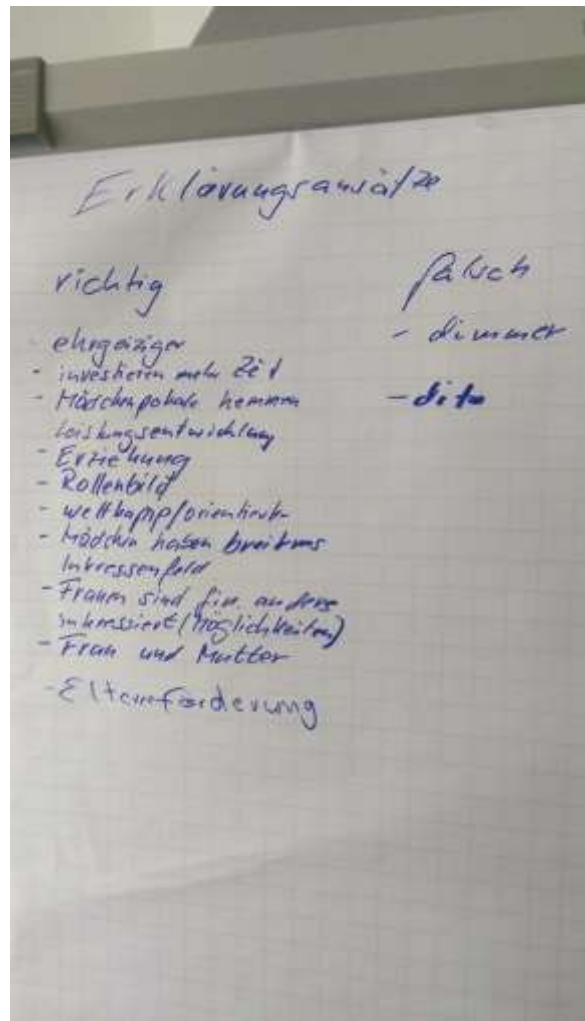 Erklärungsansätze
richtig
falsch
ehrgeiziger
- dümmer
- investieren mehr Zeit
- Mädchenpokale hemmen
- dito
Leistungsentwicklung
- Erziehung
- Rollenbild
- wettkampforientierter
- Mädchen haben breiteres
Interessenfeld
- Frauen sind für andere
interessiert (Möglichkeiten)
- Frau und Mutter
- Elternförderung